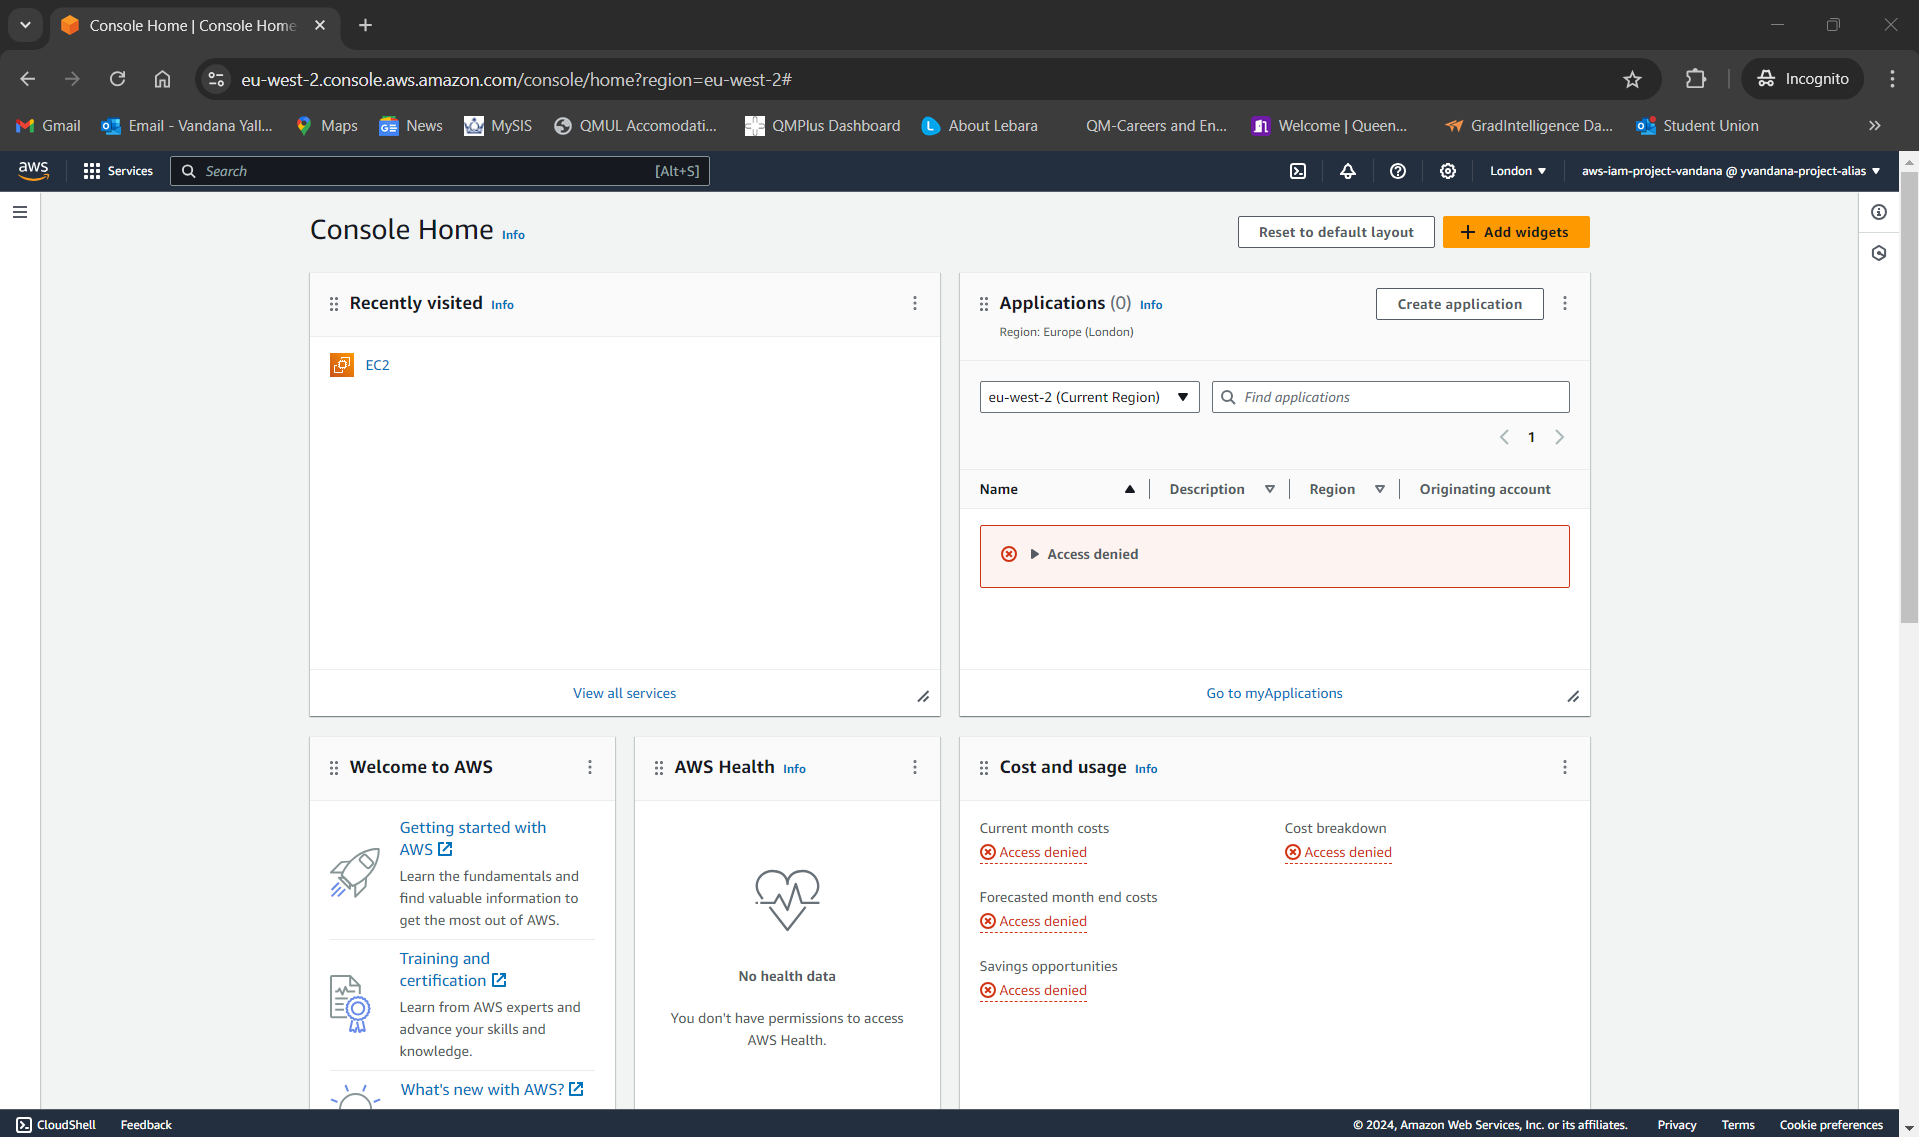 Console Home | Console Home
eu-west-2.console.aws.amazon.com/console/home?region=eu-west-2#
Incognito
Gmail
Email - Vandana Yall...
Maps
News
MySIS
QMUL Accomodati...
QMPlus Dashboard
About Lebara
QM-Careers and En...
Welcome | Queen...
GradIntelligence Da...
Student Union
aws
Services
Search
[Alt+S]
London
aws-iam-project-vandana @ yvandana-project-alias
Console Home Info
Reset to default layout
Add widgets
Recently visited Info
EC2
View all services
Applications (0) Info
Region: Europe (London)
Create application
eu-west-2 (Current Region)
Find applications
1
Name
Description
Region
Originating account
Access denied
Go to myApplications
Welcome to AWS
Getting started with
AWS
Learn the fundamentals and
find valuable information to
get the most out of AWS.
Training and
certification
Learn from AWS experts and
advance your skills and
knowledge.
What's new with AWS?
AWS Health Info
No health data
You don't have permissions to access
AWS Health.
Cost and usage Info
Current month costs
Access denied
Forecasted month end costs
Access denied
Savings opportunities
Access denied
Cost breakdown
Access denied
CloudShell
Feedback
© 2024, Amazon Web Services, Inc. or its affiliates.
Privacy
Terms
Cookie preferences